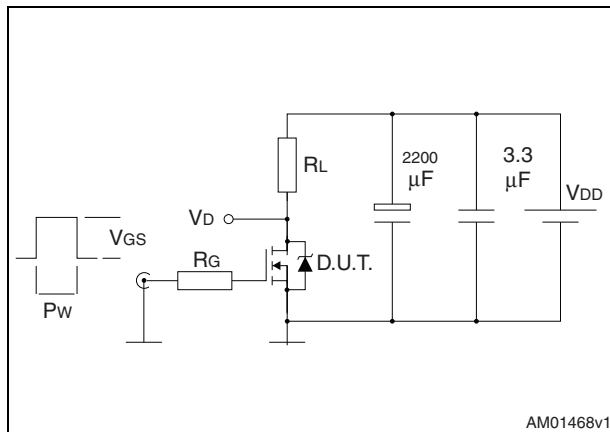 RL
2200
μF
3.3
μF
VDD
VD
VGS
RG
D.U.T.
PW
AM01468v1